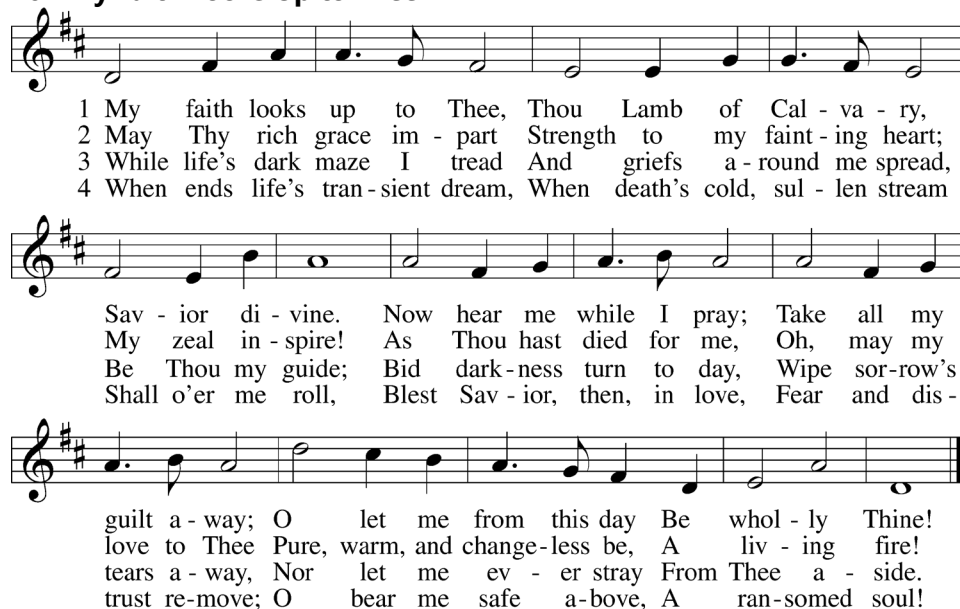 1 My faith looks up to Thee, Thou Lamb of Cal - va - ry,
2 May Thy rich grace im - part Strength to my faint - ing heart;
3 While life's dark maze I tread And griefs a - round me spread,
4 When ends life's tran - sient dream, When death's cold, sul - len stream
Sav - ior di - vine. Now hear me while I pray; Take all my
My zeal in - spire! As Thou hast died for me, Oh, may my
Be Thou my guide; Bid dark - ness turn to day, Wipe sor - row's
Shall o'er me roll, Blest Sav - ior, then, in love, Fear and dis -
guilt a - way; O let me from this day Be whol - ly Thine!
love to Thee Pure, warm, and change - less be, A liv - ing fire!
tears a - way, Nor let me ev - er stray From Thee a - side.
trust re - move; O bear me safe a - bove, A ran - somed soul!